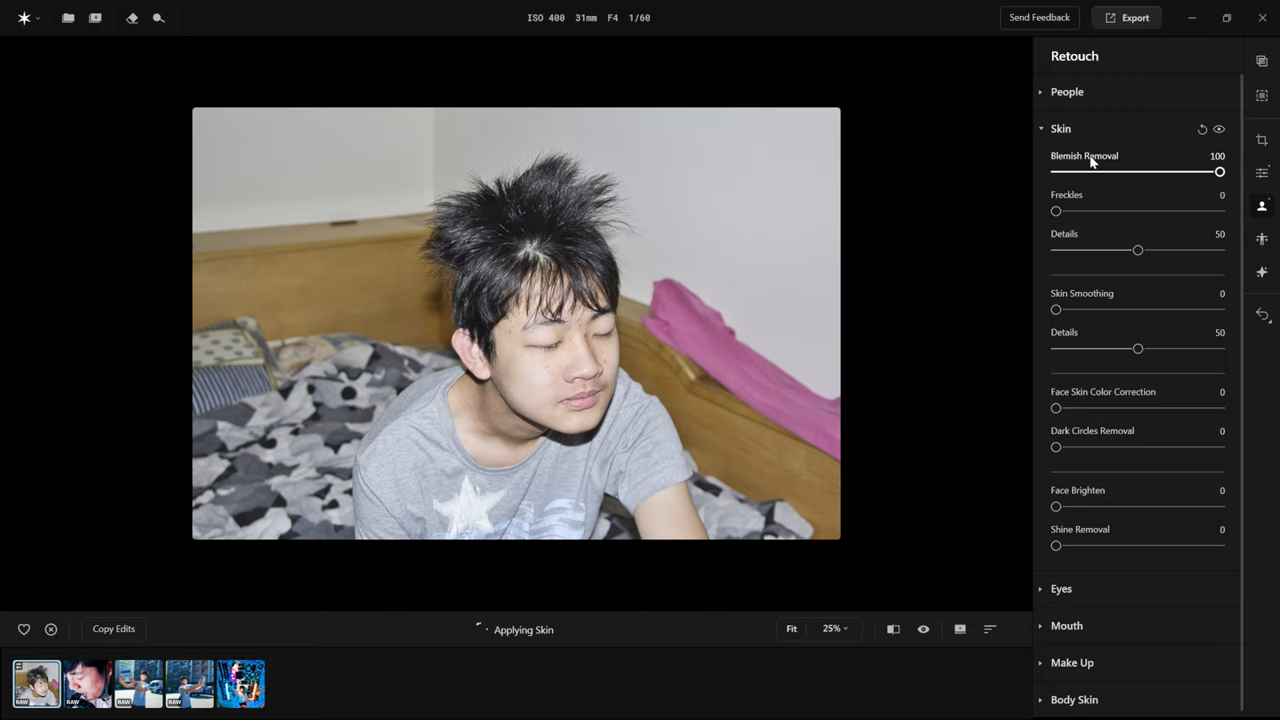 ISO 400 31mm F4 1/60
Send Feedback
Export
Retouch
People
Skin
Blemish Removal 100
Freckles 0
Details 50
Skin Smoothing 0
Details 50
Face Skin Color Correction 0
Dark Circles Removal 0
Face Brighten 0
Shine Removal 0
Eyes
Mouth
Make Up
Body Skin
Copy Edits
Applying Skin
Fit
25%
RAW
RAW
RAW
RAW